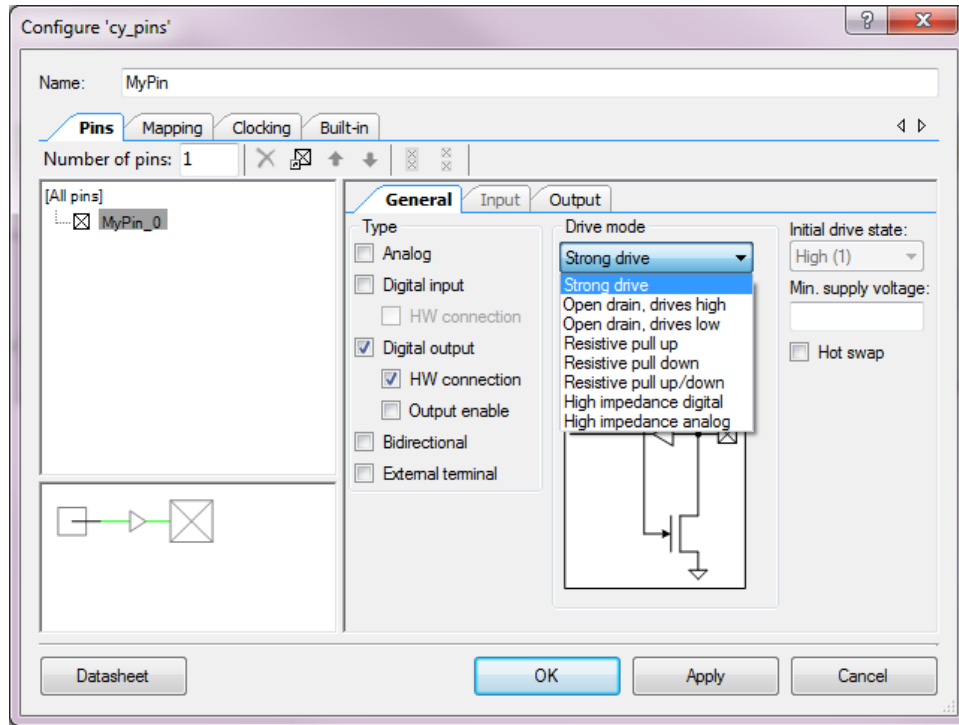 Configure 'cy_pins'
Name: MyPin
Pins Mapping Clocking Built-in
Number of pins: 1
[All pins]
MyPin_0
General Input Output
Type
Analog
Digital input
HW connection
Digital output
HW connection
Output enable
Bidirectional
External terminal
Drive mode
Strong drive
Strong drive
Open drain, drives high
Open drain, drives low
Resistive pull up
Resistive pull down
Resistive pull up/down
High impedance digital
High impedance analog
Initial drive state:
High (1)
Min. supply voltage:
Hot swap
Datasheet OK Apply Cancel